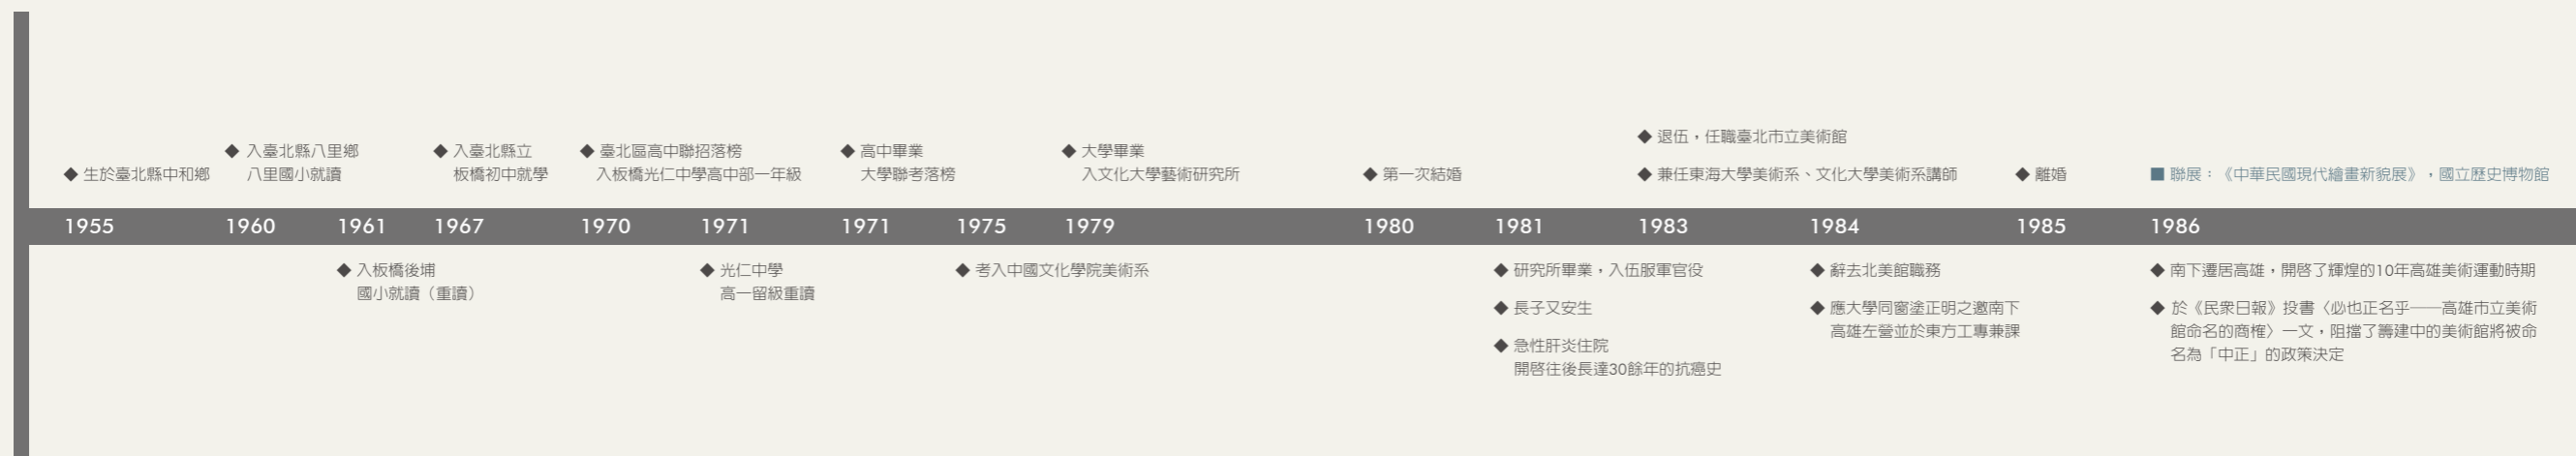 ◆ 生於臺北縣中和鄉
◆ 入臺北縣八里鄉
八里國小就讀
◆ 入臺北縣立
板橋初中就學
◆ 臺北區高中聯招落榜
入板橋光仁中學高中部一年級
◆ 高中畢業
大學聯考落榜
◆ 大學畢業
入文化大學藝術研究所
◆ 第一次結婚
◆ 退伍，任職臺北市立美術館
◆ 兼任東海大學美術系、文化大學美術系講師
◆ 離婚
■ 聯展：《中華民國現代繪畫新貌展》，國立歷史博物館
1955 1960 1961 1967 1970 1971 1971 1975 1979 1980 1981 1983 1984 1985 1986
◆ 入板橋後埔
國小就讀（重讀）
◆ 光仁中學
高一留級重讀
◆ 考入中國文化學院美術系
◆ 研究所畢業，入伍服軍官役
◆ 長子又安生
◆ 急性肝炎住院
開啓往後長達30餘年的抗癌史
◆ 辭去北美館職務
◆ 應大學同窗塗正明之邀南下
高雄左營並於東方工專兼課
◆ 南下遷居高雄，開啓了輝煌的10年高雄美術運動時期
◆ 於《民衆日報》投書〈必也正名乎──高雄市立美術
館命名的商榷〉一文，阻擋了籌建中的美術館將被命
名為「中正」的政策決定